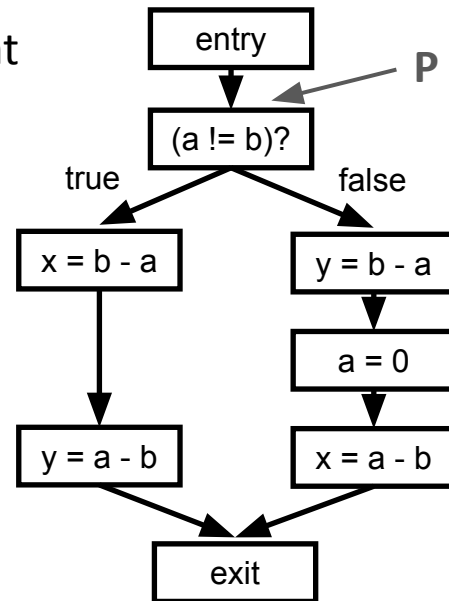 entry
P
(a != b)?
true
false
x = b - a
y = b - a
a = 0
y = a - b
x = a - b
exit